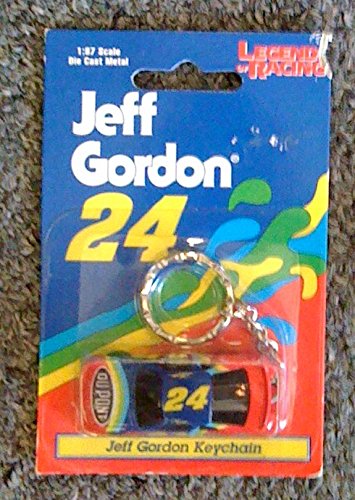 1:87 Scale
Die Cast Metal
LEGENDS
OF RACING
Jeff
Gordon
24
DUPONT
24
Jeff Gordon Keychain